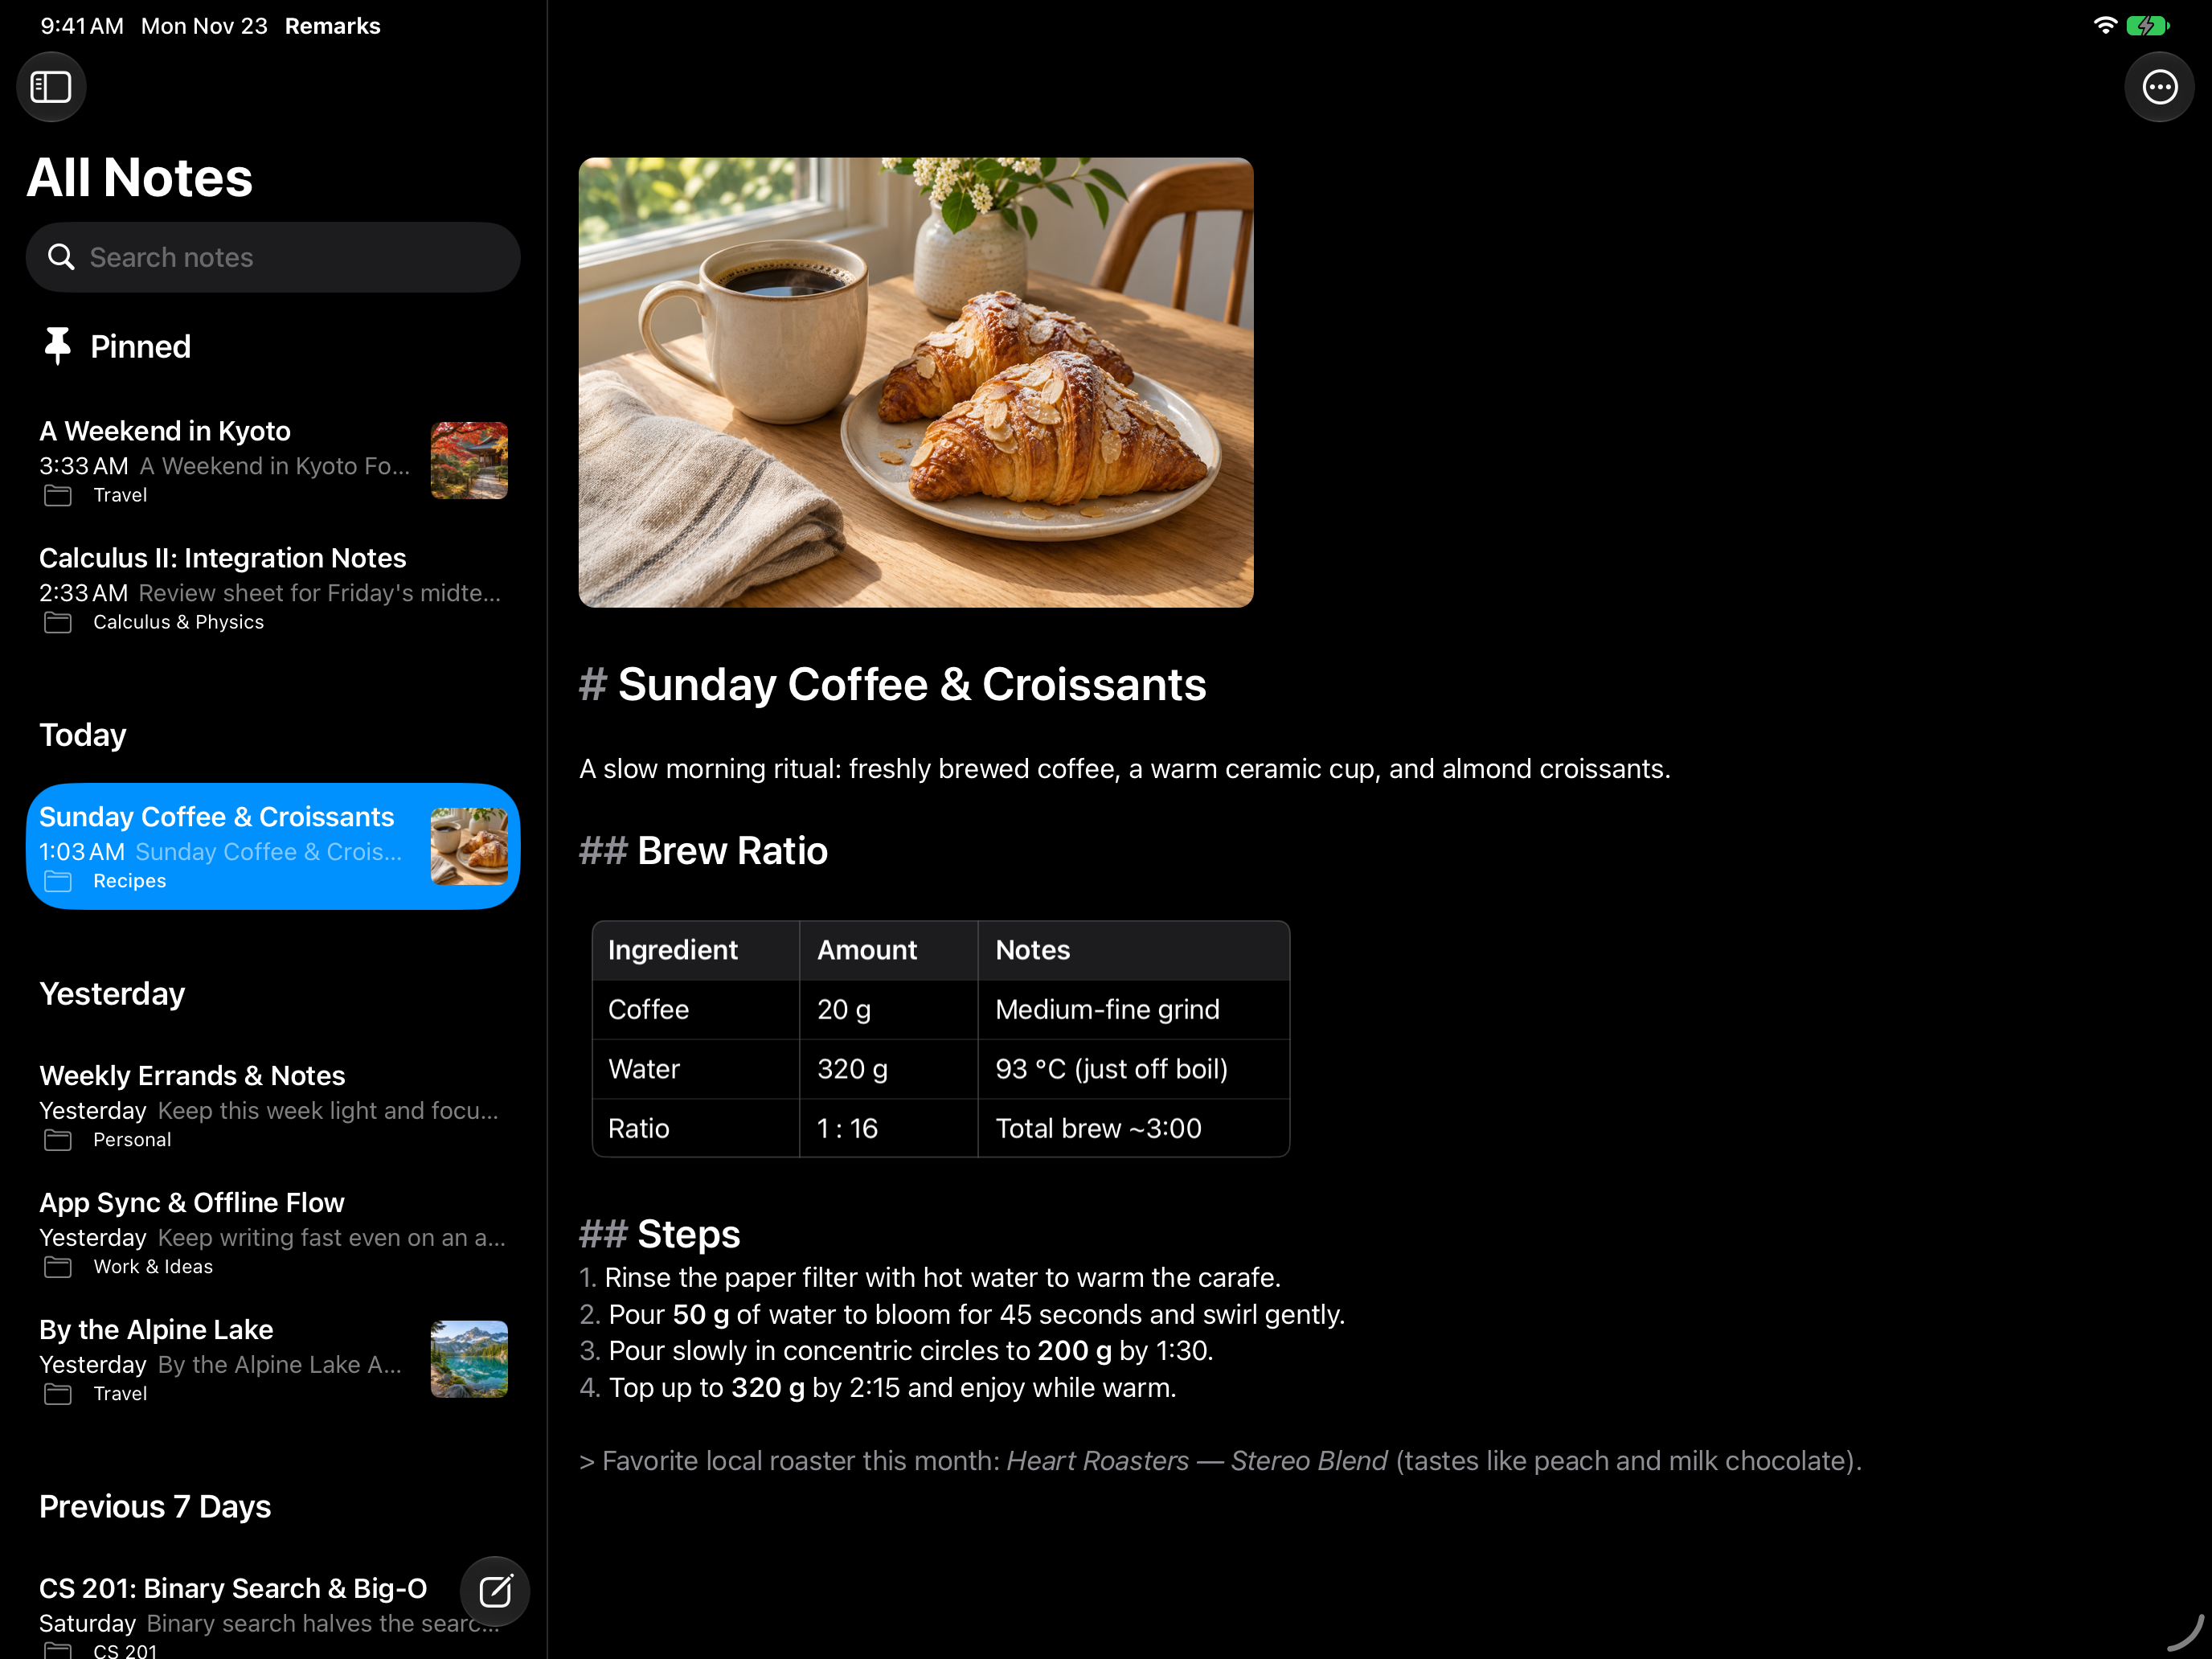 9:41 AM Mon Nov 23 Remarks
All Notes
Search notes
Pinned
A Weekend in Kyoto
3:33 AM A Weekend in Kyoto Fo...
Travel
Calculus II: Integration Notes
2:33 AM Review sheet for Friday's midte...
Calculus & Physics
Today
Sunday Coffee & Croissants
1:03 AM Sunday Coffee & Crois...
Recipes
Yesterday
Weekly Errands & Notes
Yesterday Keep this week light and focu...
Personal
App Sync & Offline Flow
Yesterday Keep writing fast even on an a...
Work & Ideas
By the Alpine Lake
Yesterday By the Alpine Lake A...
Travel
Previous 7 Days
CS 201: Binary Search & Big-O
Saturday Binary search halves the searc...
CS 201
# Sunday Coffee & Croissants
A slow morning ritual: freshly brewed coffee, a warm ceramic cup, and almond croissants.
## Brew Ratio
Ingredient Amount Notes
Coffee 20 g Medium-fine grind
Water 320 g 93 °C (just off boil)
Ratio 1 : 16 Total brew ~3:00
## Steps
1. Rinse the paper filter with hot water to warm the carafe.
2. Pour 50 g of water to bloom for 45 seconds and swirl gently.
3. Pour slowly in concentric circles to 200 g by 1:30.
4. Top up to 320 g by 2:15 and enjoy while warm.
> Favorite local roaster this month: Heart Roasters — Stereo Blend (tastes like peach and milk chocolate).